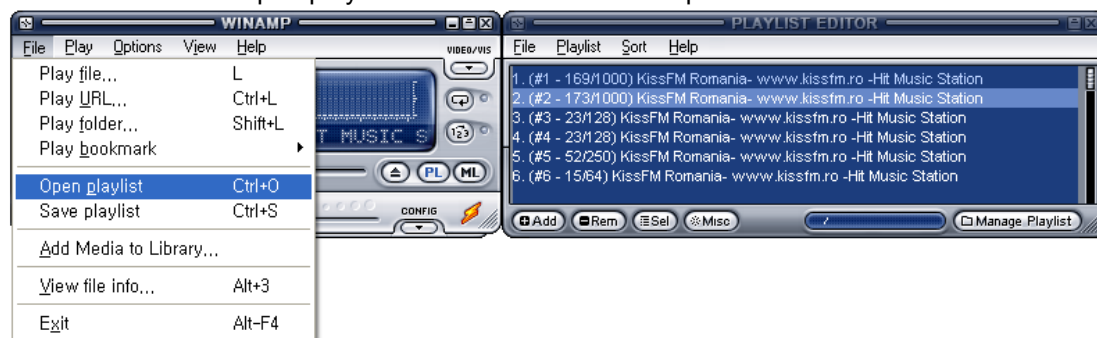 WINAMP
File Play Options View Help
VIDEO/VIS
Play file... L
Play URL... Ctrl+L
Play folder... Shift+L
Play bookmark
Open playlist Ctrl+O
Save playlist Ctrl+S
Add Media to Library...
View file info... Alt+3
Exit Alt-F4
T MUSIC S
123
PL ML
CONFIG
PLAYLIST EDITOR
File Playlist Sort Help
1. (#1 - 169/1000) KissFM Romania- www.kissfm.ro -Hit Music Station
2. (#2 - 173/1000) KissFM Romania- www.kissfm.ro -Hit Music Station
3. (#3 - 23/128) KissFM Romania- www.kissfm.ro -Hit Music Station
4. (#4 - 23/128) KissFM Romania- www.kissfm.ro -Hit Music Station
5. (#5 - 52/250) KissFM Romania- www.kissfm.ro -Hit Music Station
6. (#6 - 15/64) KissFM Romania- www.kissfm.ro -Hit Music Station
Add Rem Sel Misc Manage Playlist